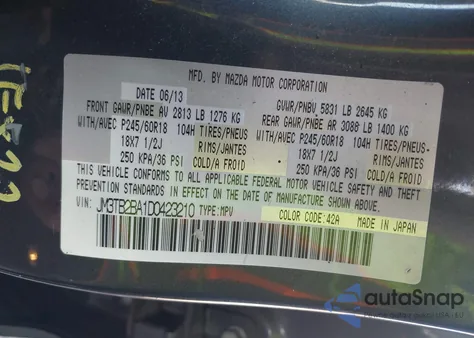 MFD. BY MAZDA MOTOR CORPORATION
DATE 06/13
GVWR/PNBV 5831 LB 2645 KG
FRONT GAWR/PNBE AV 2813 LB 1276 KG
REAR GAWR/PNBE AR 3088 LB 1400 KG
WITH/AVEC P245/60R18 104H TIRES/PNEUS
WITH/AVEC P245/60R18 104H TIRES/PNEUS
18X7 1/2J RIMS/JANTES
18X7 1/2J RIMS/JANTES
250 KPA/36 PSI COLD/A FROID
250 KPA/36 PSI COLD/A FROID
THIS VEHICLE CONFORMS TO ALL APPLICABLE FEDERAL MOTOR VEHICLE SAFETY AND THEFT PREVENTION
STANDARDS IN EFFECT ON THE DATE OF MANUFACTURE SHOWN ABOVE.
VIN: JM3TB2BA1D0423210 TYPE:MPV
COLOR CODE:42A MADE IN JAPAN
autoSnap